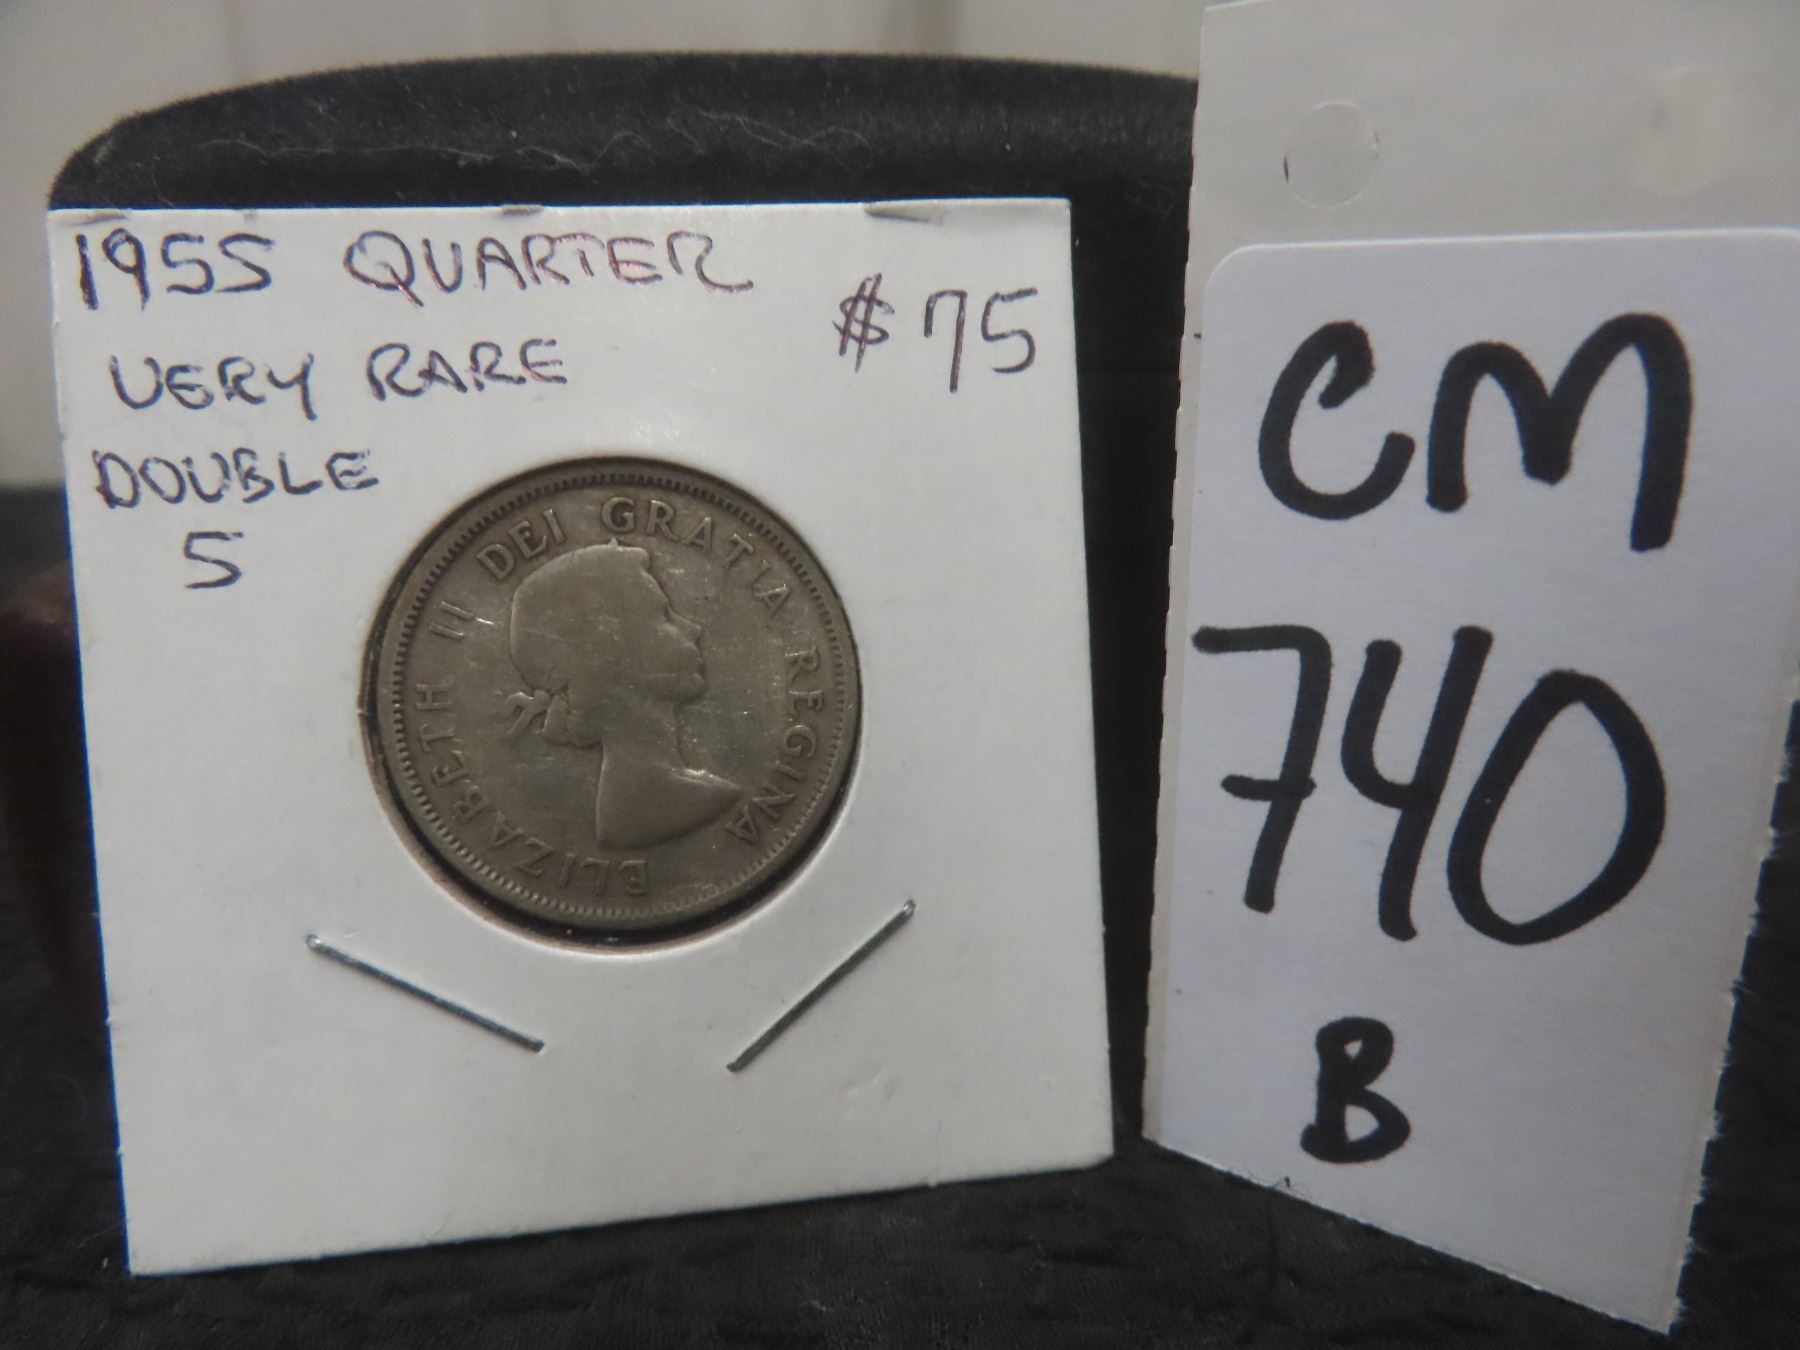 1955 QUARTER
$75
VERY RARE
DOUBLE
5
ELIZABETH II DEI GRATIA REGINA
CM
740
B